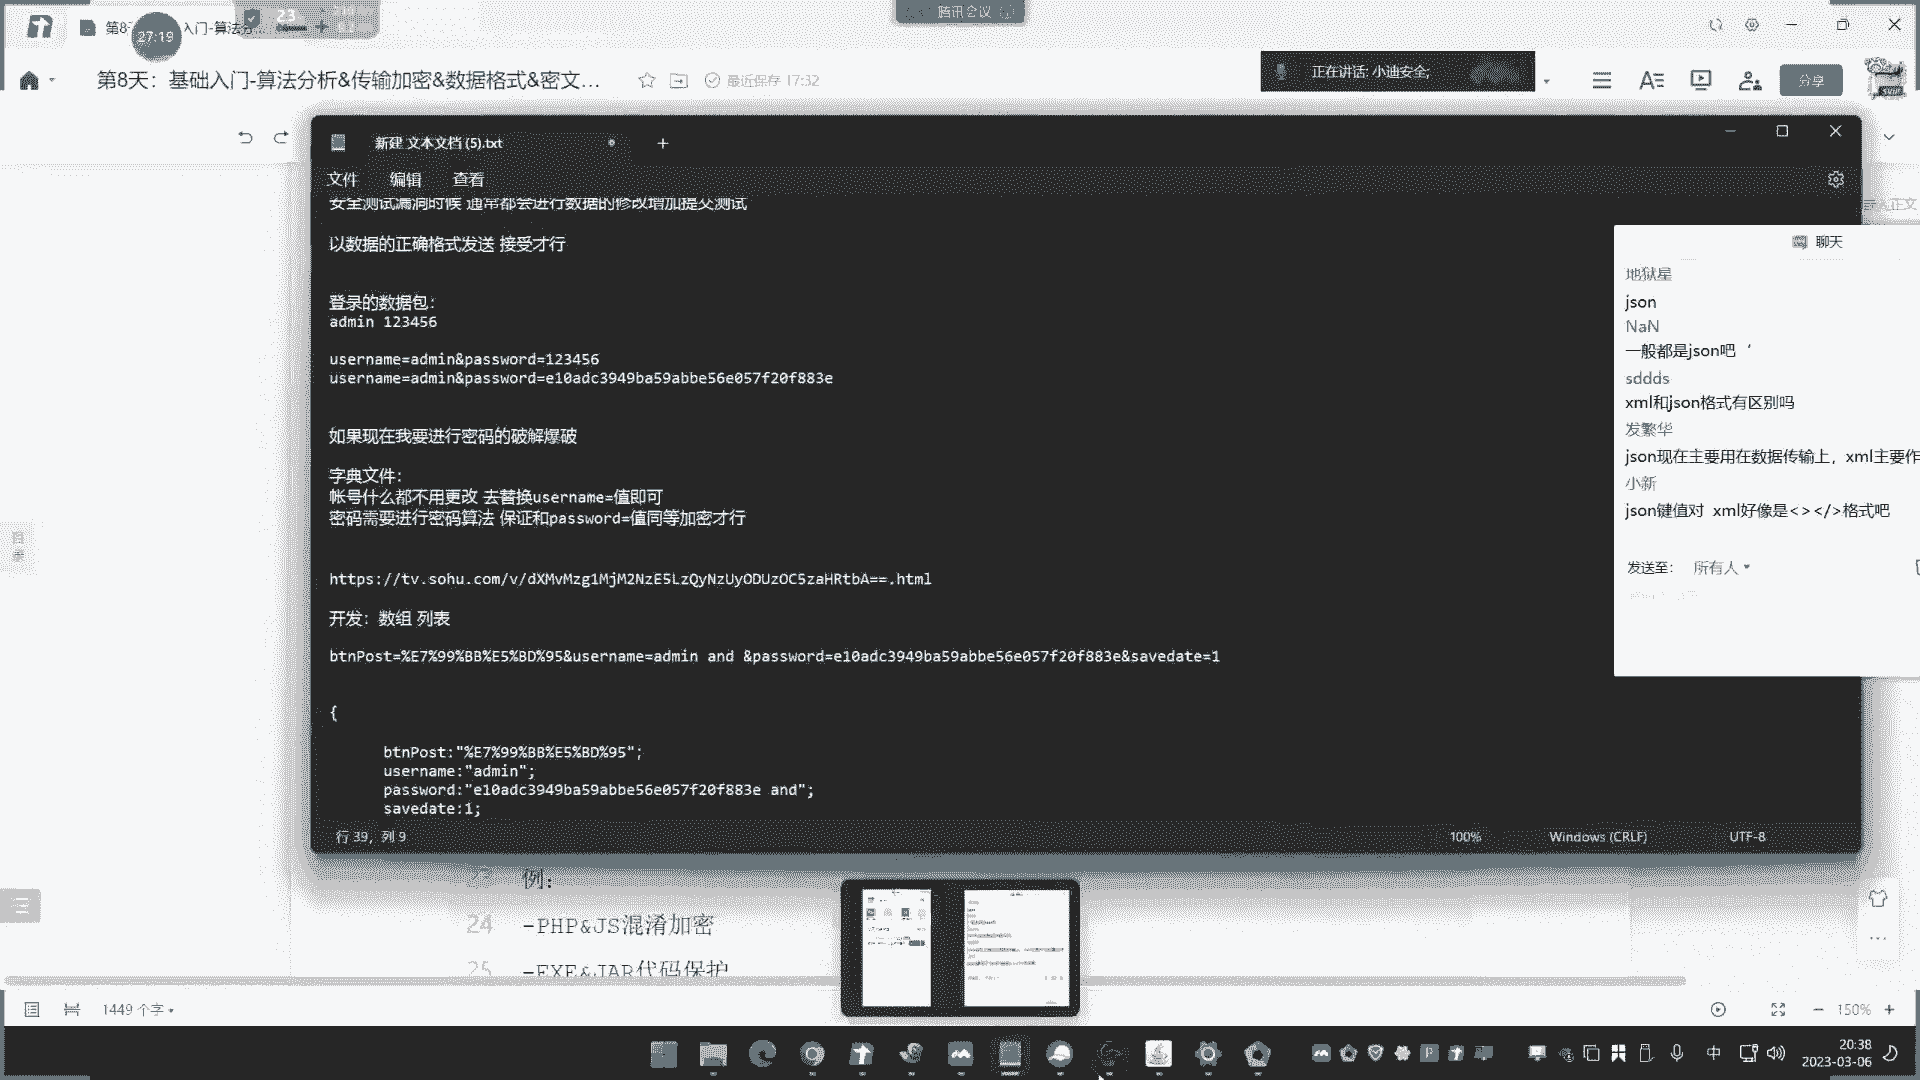 第8
入门-算法分...
23
27:19
腾讯会议
第8天：基础入门-算法分析&传输加密&数据格式&密文...
最近保存 17:32
正在讲话: 小迪安全;
分享
新建 文本文档 (5).txt
文件
编辑
查看
安全测试漏洞时候 通常都会进行数据的修改增加提交测试
以数据的正确格式发送 接受才行
登录的数据包：
admin 123456
username=admin&password=123456
username=admin&password=e10adc3949ba59abbe56e057f20f883e
如果现在我要进行密码的破解爆破
字典文件：
帐号什么都不用更改 去替换username=值即可
密码需要进行密码算法 保证和password=值同等加密才行
https://tv.sohu.com/v/dXMvMzg1MjM2NzE5LzQyNzUyODUzOC5zaHRtbA==.html
开发：数组 列表
btnPost=%E7%99%BB%E5%BD%95&username=admin and &password=e10adc3949ba59abbe56e057f20f883e&savedate=1
{
btnPost:"%E7%99%BB%E5%BD%95";
username:"admin";
password:"e10adc3949ba59abbe56e057f20f883e and";
savedate:1;
行 39，列 9
100%
Windows (CRLF)
UTF-8
正文
聊天
地狱星
json
NaN
一般都是json吧 ‘
sddds
xml和json格式有区别吗
发繁华
json现在主要用在数据传输上，xml主要作
小新
json键值对 xml好像是<></>格式吧
发送至：
所有人
目录
23 例：
24 -PHP&JS混淆加密
25 -EXE&JAR代码保护
1449 个字
150%
中
20:38
2023-03-06